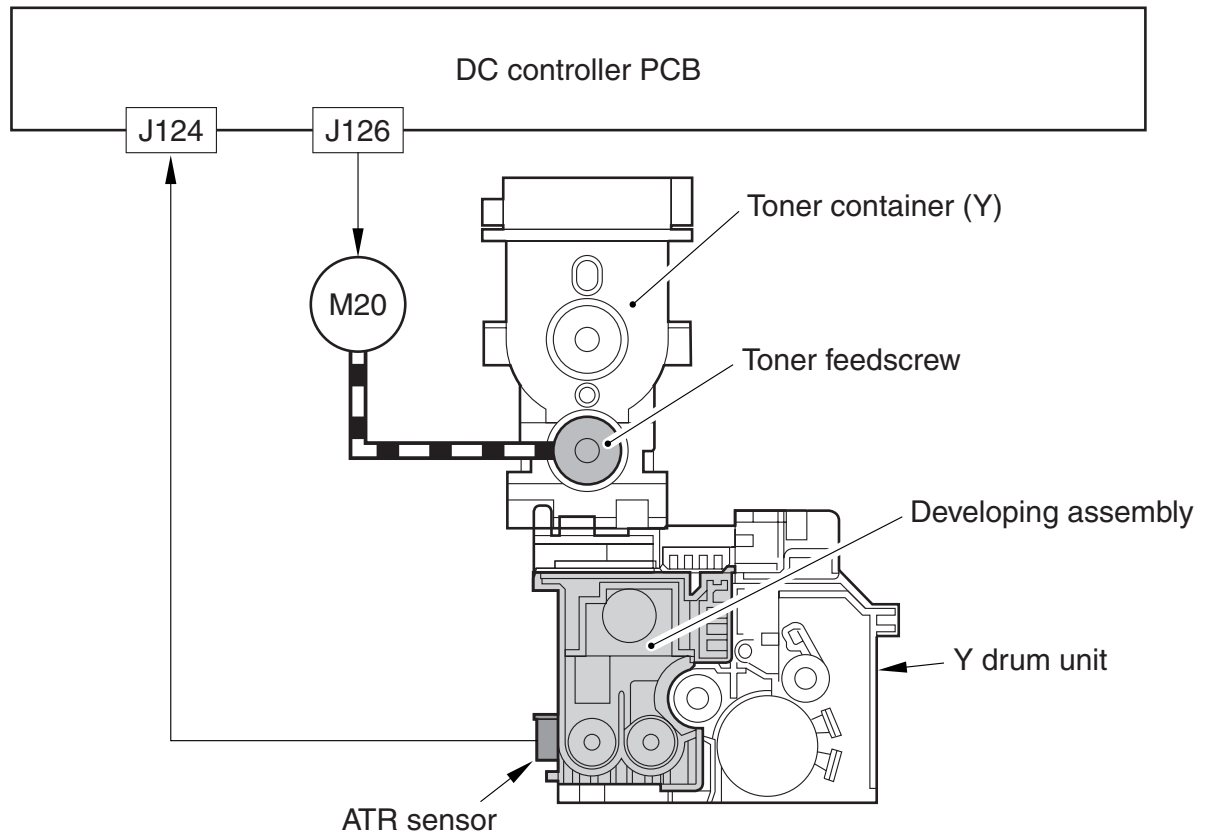 DC controller PCB
J124
J126
Toner container (Y)
M20
Toner feedscrew
Developing assembly
Y drum unit
ATR sensor